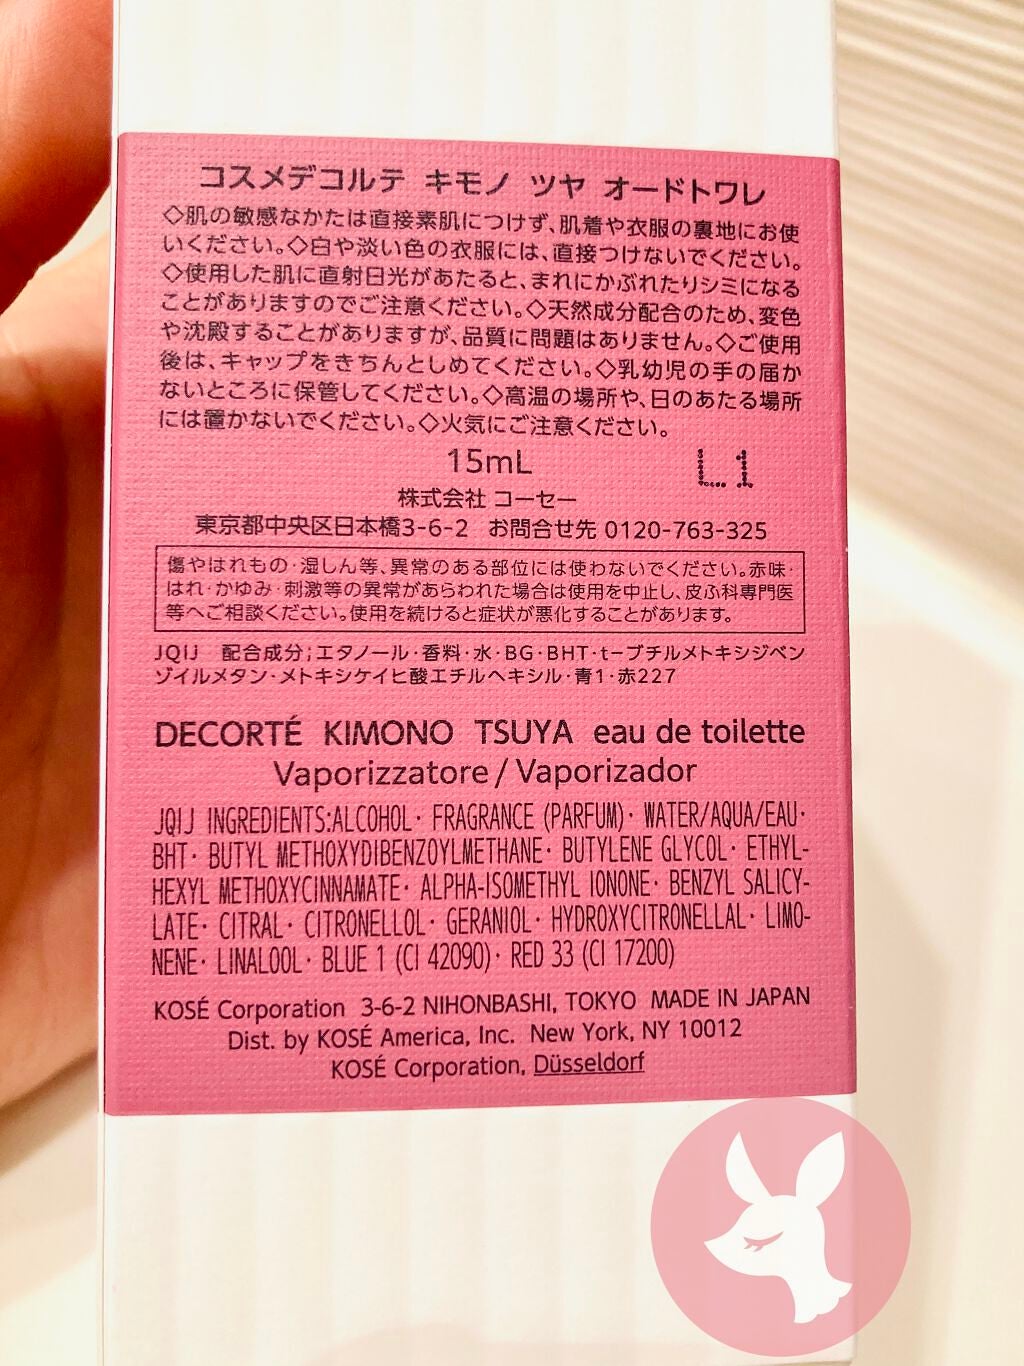 コスメデコルテ キモノ ツヤ オードトワレ
◇肌の敏感なかたは直接素肌につけず、肌着や衣服の裏地にお使
いください。◇白や淡い色の衣服には、直接つけないでください。
◇使用した肌に直射日光があたると、まれにかぶれたりシミになる
ことがありますのでご注意ください。◇天然成分配合のため、変色
や沈殿することがありますが、品質に問題はありません。◇ご使用
後は、キャップをきちんとしめてください。◇乳幼児の手の届か
ないところに保管してください。◇高温の場所や、日のあたる場所
には置かないでください。◇火気にご注意ください。
15mL L1
株式会社 コーセー
東京都中央区日本橋3-6-2 お問合せ先 0120-763-325
傷やはれもの·湿しん等、異常のある部位には使わないでください。赤味·
はれ·かゆみ·刺激等の異常があらわれた場合は使用を中止し、皮ふ科専門医
等へご相談ください。使用を続けると症状が悪化することがあります。
JQIJ 配合成分;エタノール·香料·水·BG·BHT·t-ブチルメトキシジベン
ゾイルメタン·メトキシケイヒ酸エチルヘキシル·青1·赤227
DECORTÉ KIMONO TSUYA eau de toilette
Vaporizzatore / Vaporizador
JQIJ INGREDIENTS:ALCOHOL· FRAGRANCE (PARFUM)· WATER/AQUA/EAU·
BHT· BUTYL METHOXYDIBENZOYLMETHANE· BUTYLENE GLYCOL· ETHYL-
HEXYL METHOXYCINNAMATE· ALPHA-ISOMETHYL IONONE· BENZYL SALICY-
LATE· CITRAL· CITRONELLOL· GERANIOL· HYDROXYCITRONELLAL· LIMO-
NENE· LINALOOL· BLUE 1 (CI 42090)· RED 33 (CI 17200)
KOSÉ Corporation 3-6-2 NIHONBASHI, TOKYO MADE IN JAPAN
Dist. by KOSÉ America, Inc. New York, NY 10012
KOSÉ Corporation, Düsseldorf